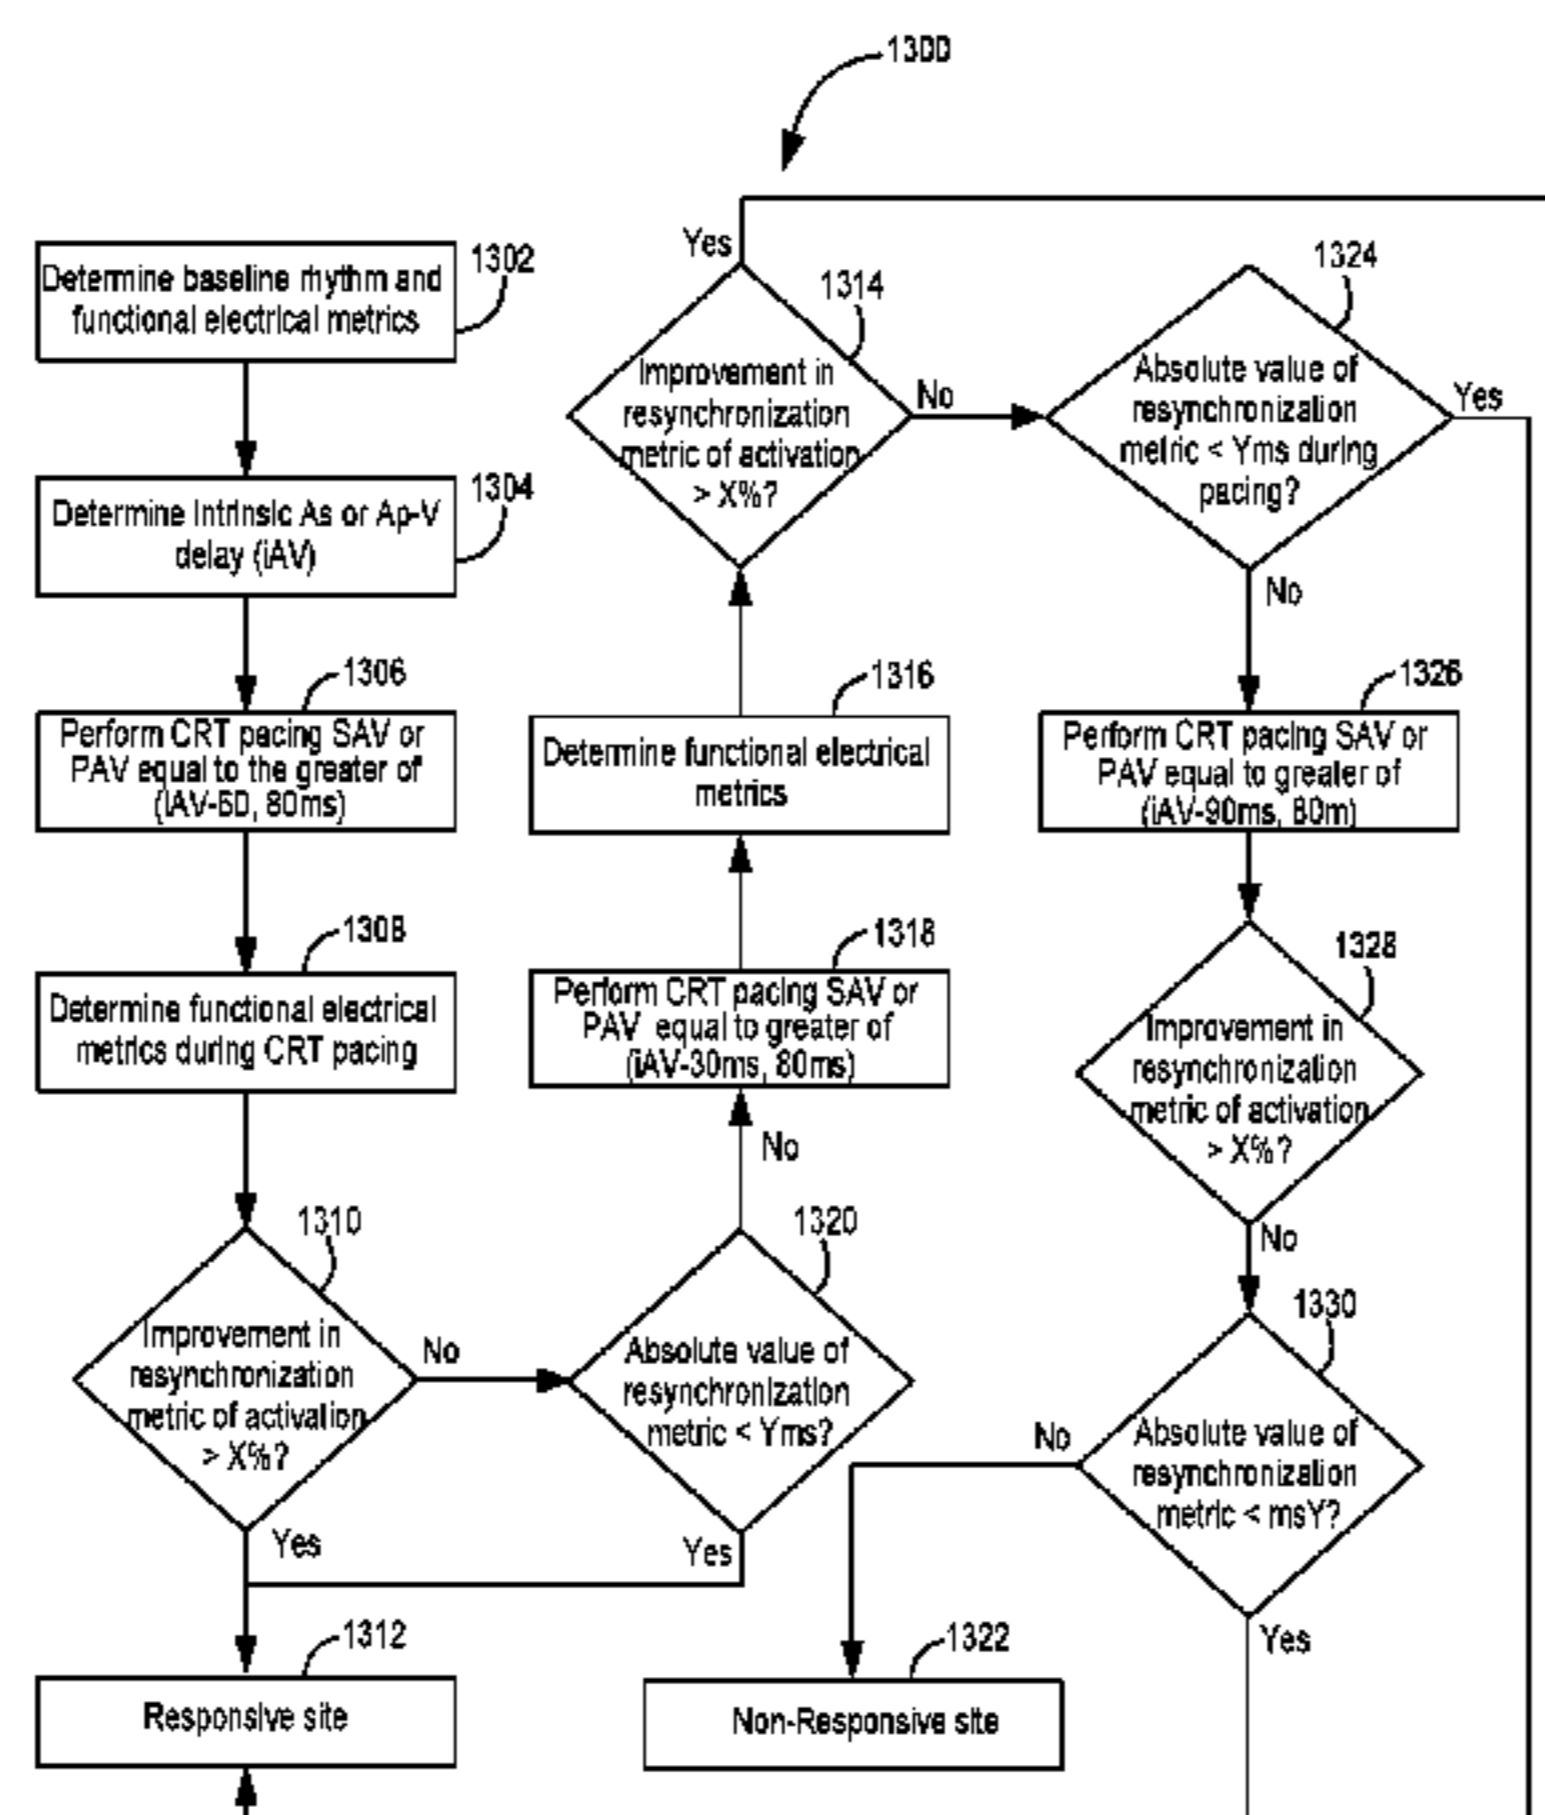 1300
1302
Determine baseline rhythm and
functional electrical metrics
1304
Determine Intrinsic As or Ap-V
delay (iAV)
1306
Perform CRT pacing SAV or
PAV equal to the greater of
(iAV-60, 80ms)
1308
Determine functional electrical
metrics during CRT pacing
1310
Improvement in
resynchronization
metric of activation
> X%?
No
Yes
1312
Responsive site
1320
Absolute value of
resynchronization
metric < Yms?
No
Yes
1318
Perform CRT pacing SAV or
PAV equal to greater of
(iAV-30ms, 80ms)
1316
Determine functional electrical
metrics
1314
Improvement in
resynchronization
metric of activation
> X%?
Yes
No
1324
Absolute value of
resynchronization
metric < Yms during
pacing?
Yes
No
1326
Perform CRT pacing SAV or
PAV equal to greater of
(iAV-90ms, 80m)
1328
Improvement in
resynchronization
metric of activation
> X%?
No
1330
Absolute value of
resynchronization
metric < msY?
No
Yes
1322
Non-Responsive site